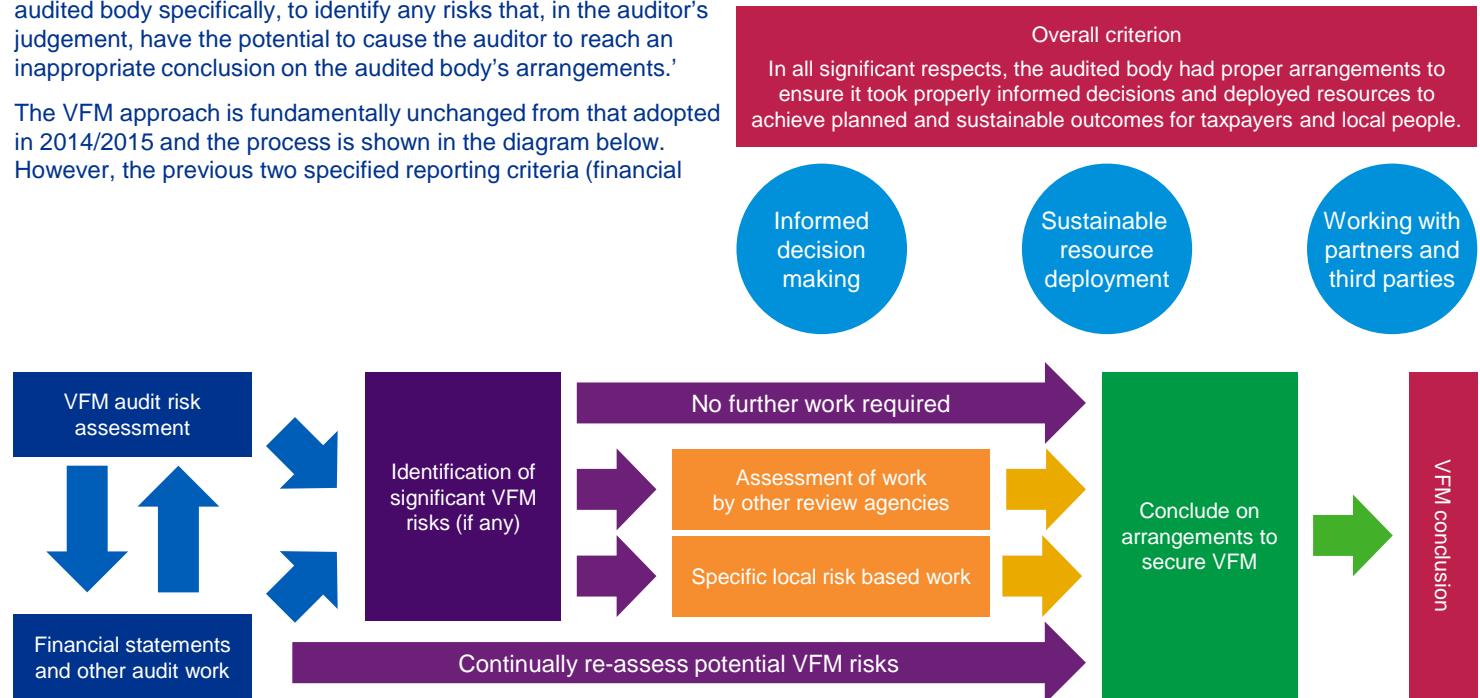 audited body specifically, to identify any risks that, in the auditor's
judgement, have the potential to cause the auditor to reach an
inappropriate conclusion on the audited body's arrangements.'
The VFM approach is fundamentally unchanged from that adopted
in 2014/2015 and the process is shown in the diagram below.
However, the previous two specified reporting criteria (financial
Overall criterion
In all significant respects, the audited body had proper arrangements to
ensure it took properly informed decisions and deployed resources to
achieve planned and sustainable outcomes for taxpayers and local people.
Informed
decision
making
Sustainable
resource
deployment
Working with
partners and
third parties
VFM audit risk
assessment
Financial statements
and other audit work
Identification of
significant VFM
risks (if any)
No further work required
Assessment of work
by other review agencies
Specific local risk based work
Continually re-assess potential VFM risks
Conclude on
arrangements to
secure VFM
VFM conclusion